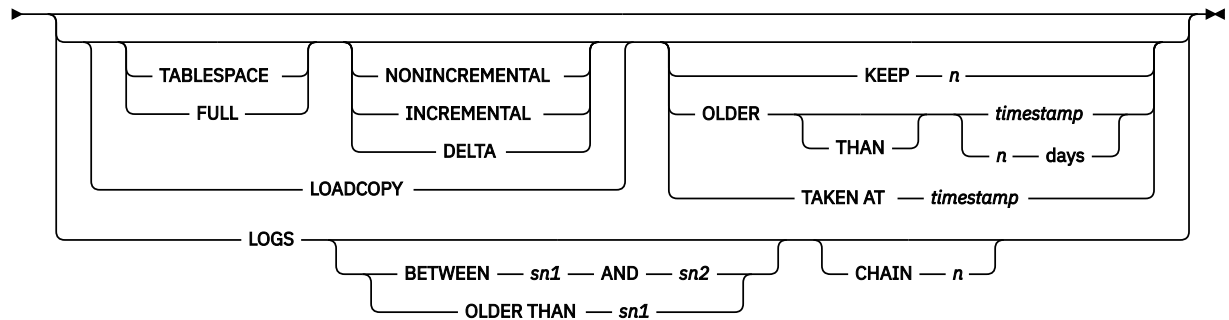 TABLESPACE NONINCREMENTAL KEEP n
FULL INCREMENTAL OLDER timestamp
THAN n days
DELTA
LOADCOPY TAKEN AT timestamp
LOGS
BETWEEN sn1 AND sn2 CHAIN n
OLDER THAN sn1